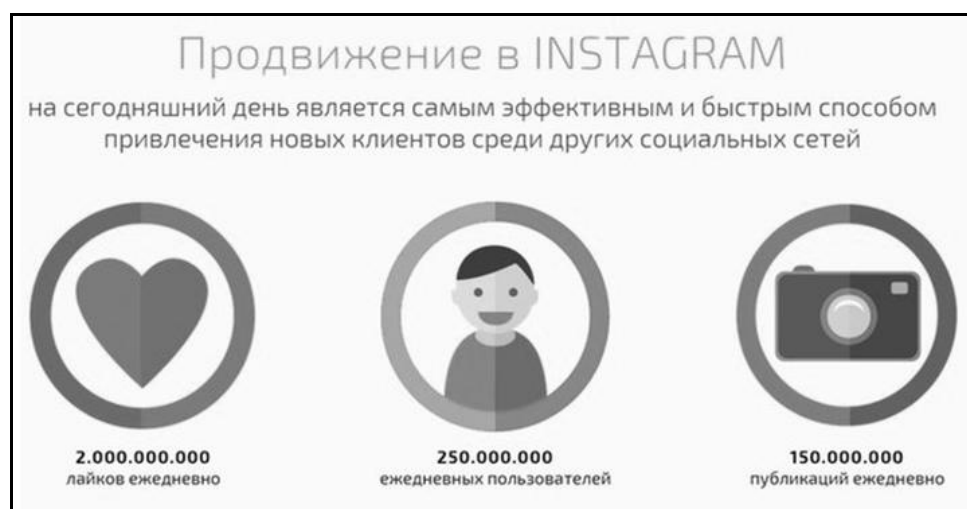 Продвижение в INSTAGRAM
на сегодняшний день является самым эффективным и быстрым способом
привлечения новых клиентов среди других социальных сетей
2.000.000.000
лайков ежедневно
250.000.000
ежедневных пользователей
150.000.000
публикаций ежедневно